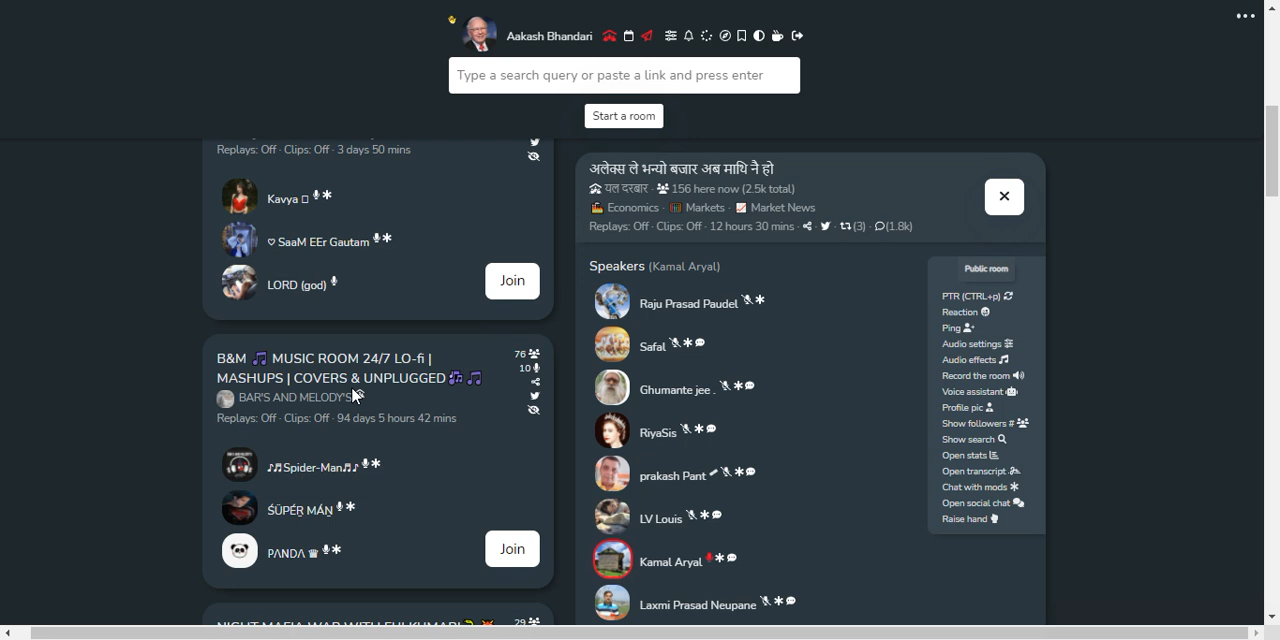 Aakash Bhandari
Type a search query or paste a link and press enter
Start a room
Replays: Off · Clips: Off · 3 days 50 mins
Kavya
♡ SaaM EEr Gautam
LORD (god)
Join
B&M 🎵 MUSIC ROOM 24/7 LO-fi |
MASHUPS | COVERS & UNPLUGGED 🎶 🎵
BAR'S AND MELODY'S
Replays: Off · Clips: Off · 94 days 5 hours 42 mins
76
10
♪♬Spider-Man♬♪
ŚŰPÉŖ MÁŅ
PΛNDΛ ♛
Join
29
अलेक्स ले भन्यो बजार अब माथि नै हो
यल दरबार · 156 here now (2.5k total)
Economics · Markets · Market News
Replays: Off · Clips: Off · 12 hours 30 mins · (3) · (1.8k)
Speakers (Kamal Aryal)
Raju Prasad Paudel
Safal
Ghumante jee .
RiyaSis
prakash Pant
LV Louis
Kamal Aryal
Laxmi Prasad Neupane
Public room
PTR (CTRL+p)
Reaction
Ping
Audio settings
Audio effects
Record the room
Voice assistant
Profile pic
Show followers #
Show search
Open stats
Open transcript
Chat with mods
Open social chat
Raise hand